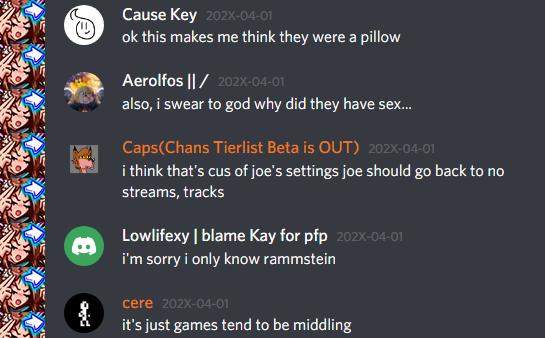 Cause Key 202X-04-01
ok this makes me think they were a pillow
Aerolfos || / 202X-04-01
also, i swear to god why did they have sex...
Caps(Chans Tierlist Beta is OUT) 202X-04-01
i think that's cus of joe's settings joe should go back to no
streams, tracks
Lowlifexy | blame Kay for pfp 202X-04-01
i'm sorry i only know rammstein
cere 202X-04-01
it's just games tend to be middling